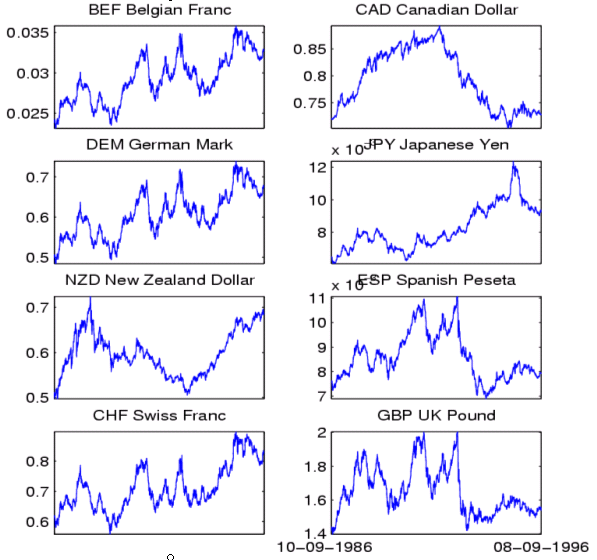 BEF Belgian Franc
0.035
0.03
0.025
CAD Canadian Dollar
0.85
0.8
0.75
DEM German Mark
0.7
0.6
0.5
x 10
JPY Japanese Yen
12
10
8
NZD New Zealand Dollar
0.7
0.6
0.5
x 10
ESP Spanish Peseta
11
10
9
8
7
CHF Swiss Franc
0.8
0.7
0.6
GBP UK Pound
2
1.8
1.6
1.4
10-09-1986
08-09-1996